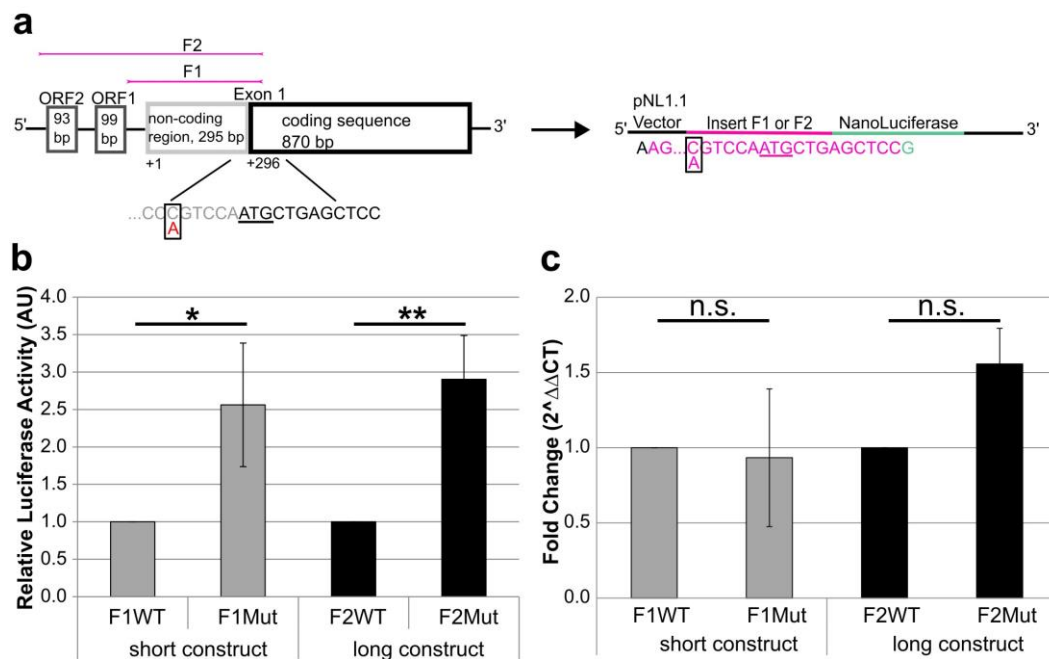 a
F2
F1
ORF2 ORF1 Exon 1
5' 93 bp 99 bp non-coding region, 295 bp coding sequence 870 bp 3'
+1 +296
...CCCGTCCAATGCTGAGCTCC
A
pNL1.1
Vector Insert F1 or F2 NanoLuciferase
5' 3'
AAG...CGTCCAATGCTGAGCTCCG
A
b
Relative Luciferase Activity (AU)
4.0
3.5
3.0
2.5
2.0
1.5
1.0
0.5
0.0
* **
F1WT F1Mut F2WT F2Mut
short construct long construct
c
Fold Change (2^ΔΔCT)
2.0
1.5
1.0
0.5
0.0
n.s. n.s.
F1WT F1Mut F2WT F2Mut
short construct long construct